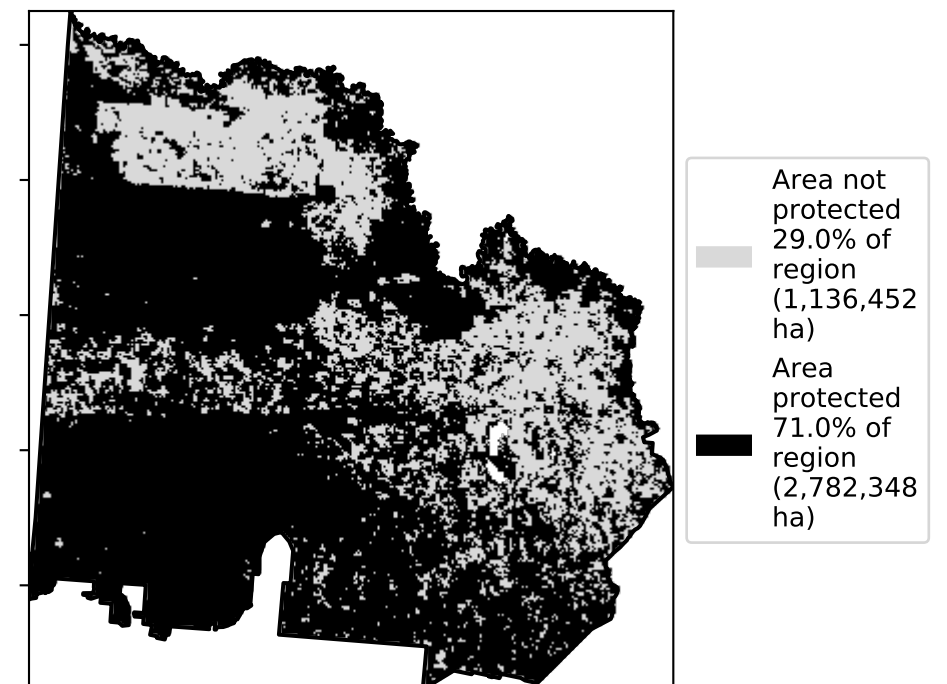 Area not
protected
29.0% of
region
(1,136,452
ha)
Area
protected
71.0% of
region
(2,782,348
ha)